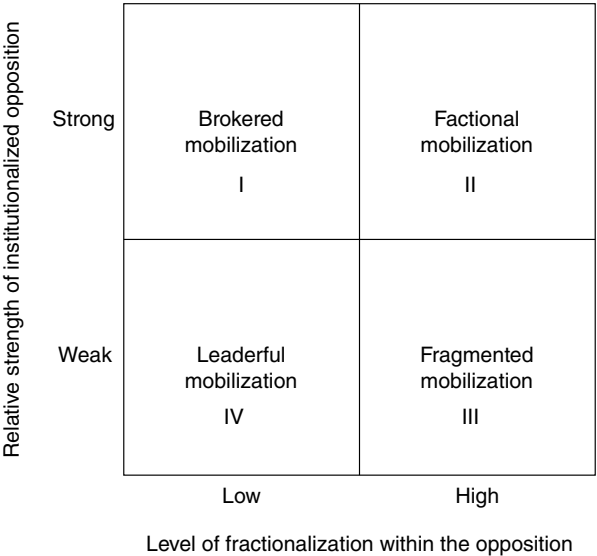 Relative strength of institutionalized opposition
Strong
Brokered
mobilization
I
Factional
mobilization
II
Weak
Leaderful
mobilization
IV
Fragmented
mobilization
III
Low
High
Level of fractionalization within the opposition